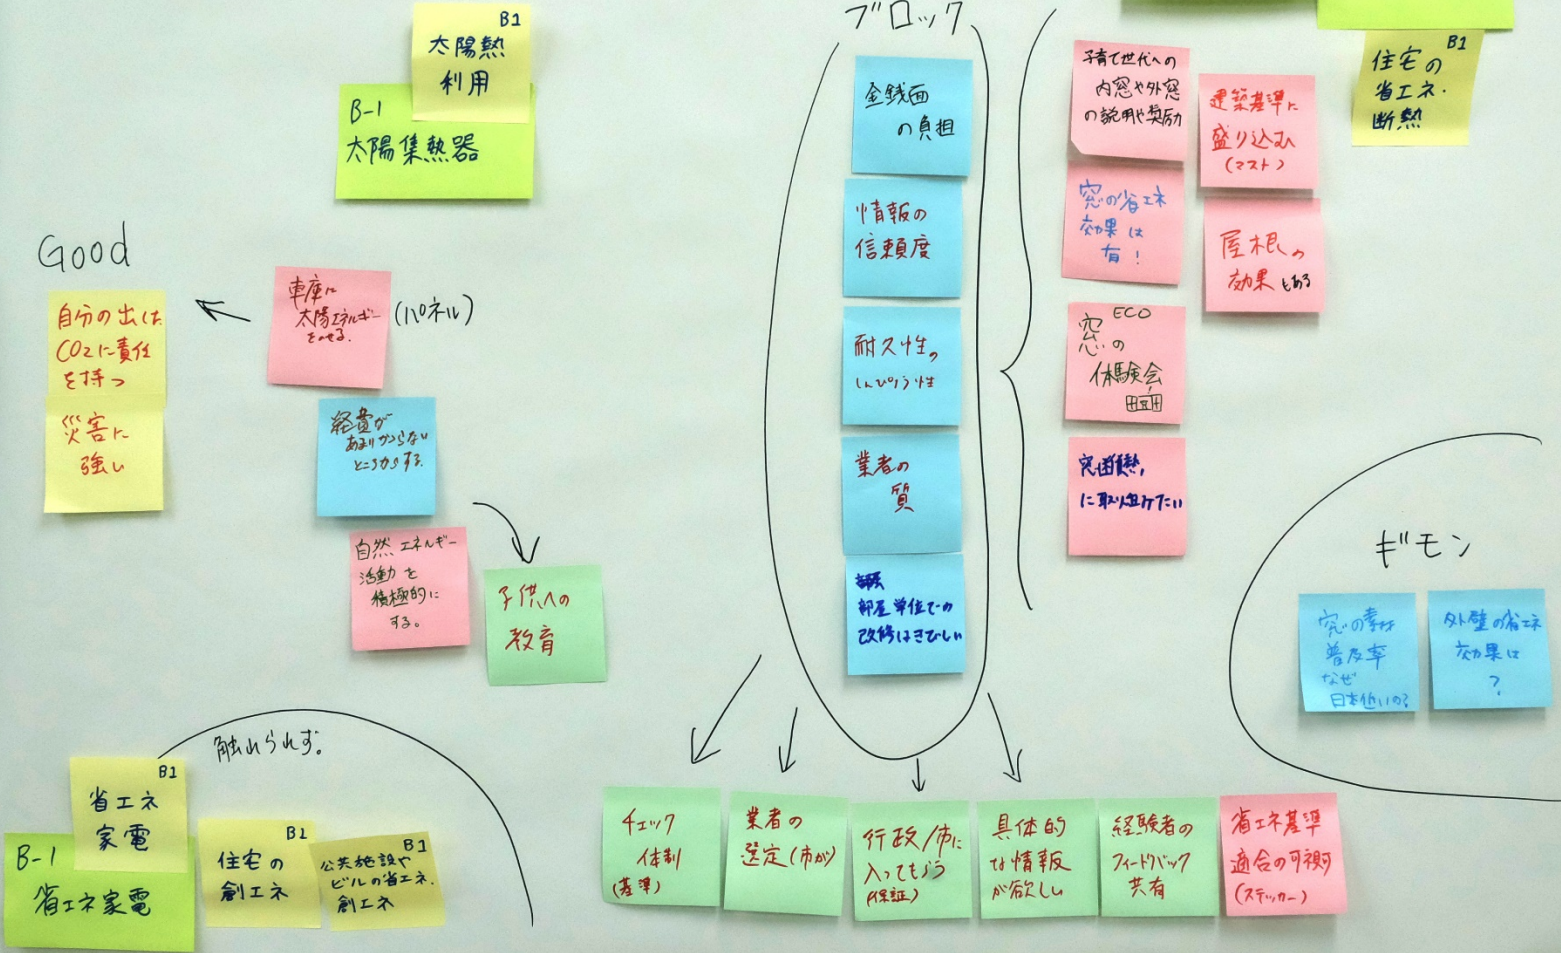 B1
太陽熱
利用
B-1
太陽集熱器
Good
自分の出した
CO2に責任
を持つ
災害に
強い
車庫に
太陽エネルギー
をのせる.
(パネル)
経費が
あまりかからない
ところからする.
自然エネルギー
活動を
積極的に
する。
子供への
教育
触れられず。
B1
省エネ
家電
B-1
省エネ家電
B1
住宅の
創エネ
B1
公共施設や
ビルの省エネ.
創エネ
ブロック
金銭面
の負担
情報の
信頼度
耐久性の
しんぴょう性
業者の
質
部屋単位での
改修はきびしい
チェック
体制
(基準)
業者の
選定(市が)
行政/市に
入ってもらう
(保証)
具体的
な情報
が欲しい
経験者の
フィードバック
共有
省エネ基準
適合の可視可
(ステッカー)
子育て世代への
内窓や外窓
の説明や奨励
建築基準に
盛り込む
(マスト)
窓の省エネ
効果は
有!
屋根の
効果もある
ECO
窓の
体験会
窓断熱,
に取り組みたい
B1
住宅の
省エネ・
断熱
ギモン
窓の素材
普及率
なぜ
日本低いの?
外壁の省エネ
効果は
?